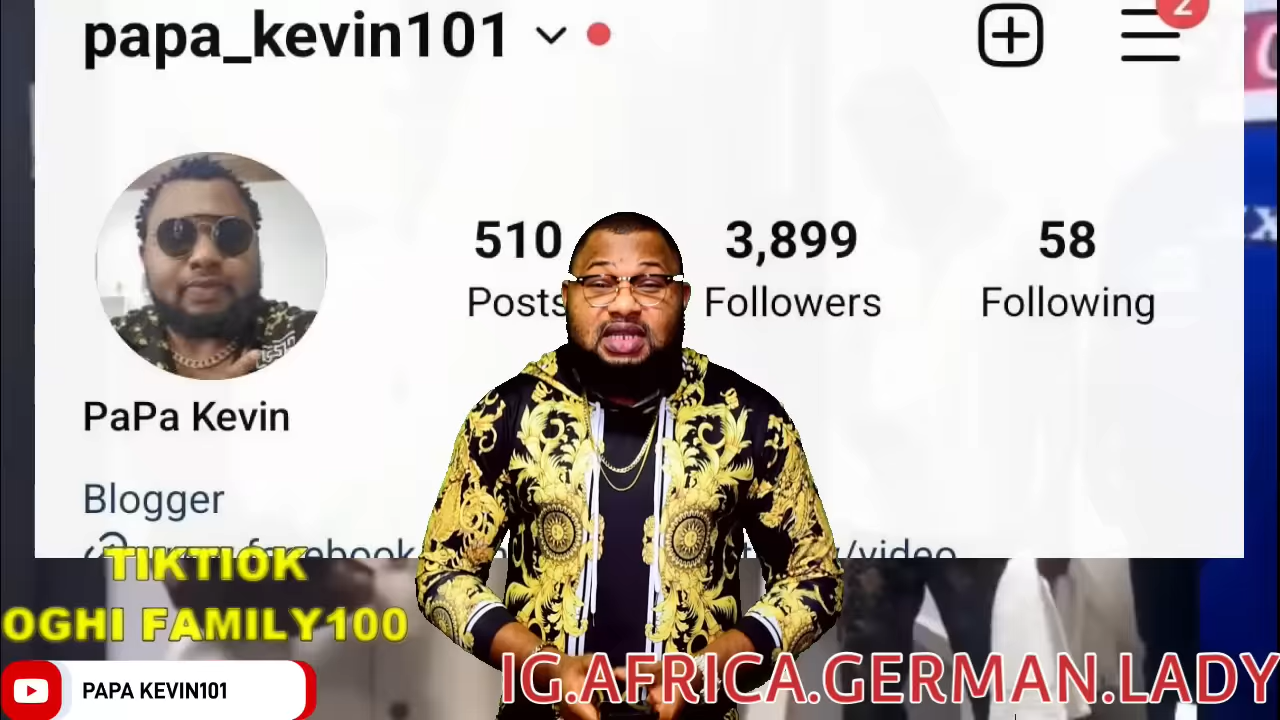 papa_kevin101
2
510 3,899 58
Posts Followers Following
PaPa Kevin
Blogger
TIKTIOK
OGHI FAMILY100
PAPA KEVIN101
IG.AFRICA.GERMAN.LADY